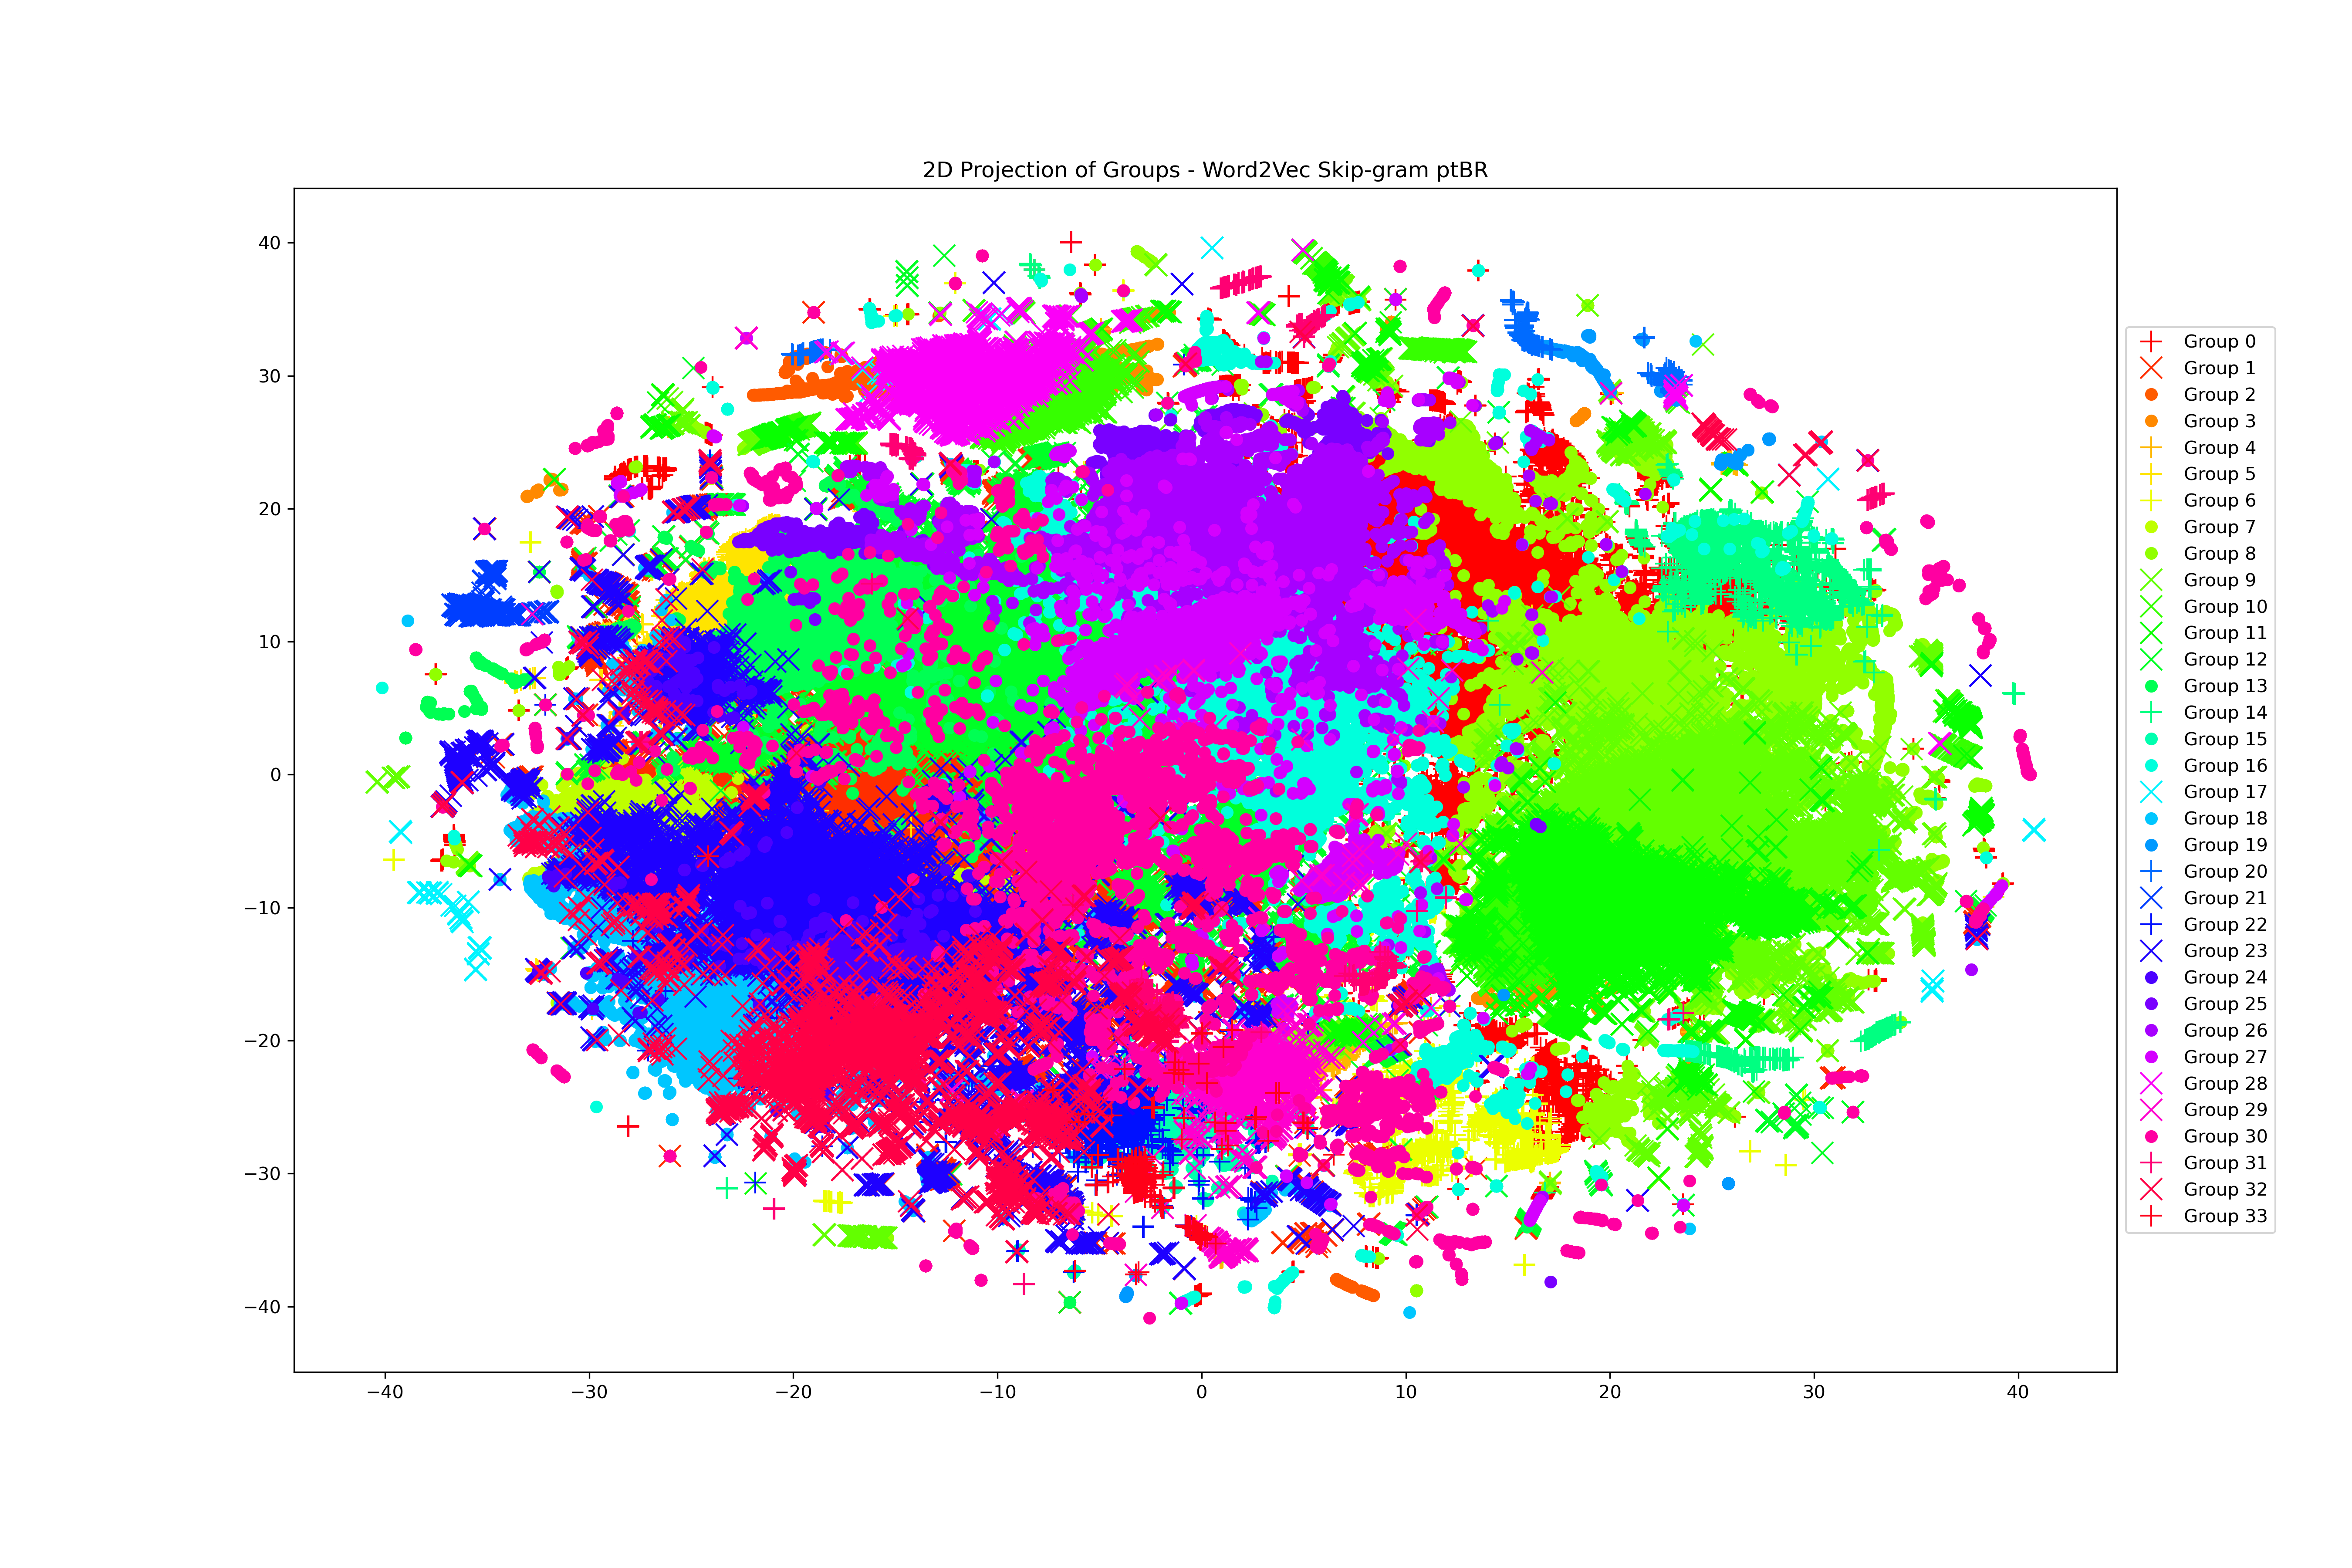 2D Projection of Groups - Word2Vec Skip-gram ptBR
40
30
20
10
0
−10
−20
−30
−40
−40
−30
−20
−10
0
10
20
30
40
Group 0
Group 1
Group 2
Group 3
Group 4
Group 5
Group 6
Group 7
Group 8
Group 9
Group 10
Group 11
Group 12
Group 13
Group 14
Group 15
Group 16
Group 17
Group 18
Group 19
Group 20
Group 21
Group 22
Group 23
Group 24
Group 25
Group 26
Group 27
Group 28
Group 29
Group 30
Group 31
Group 32
Group 33